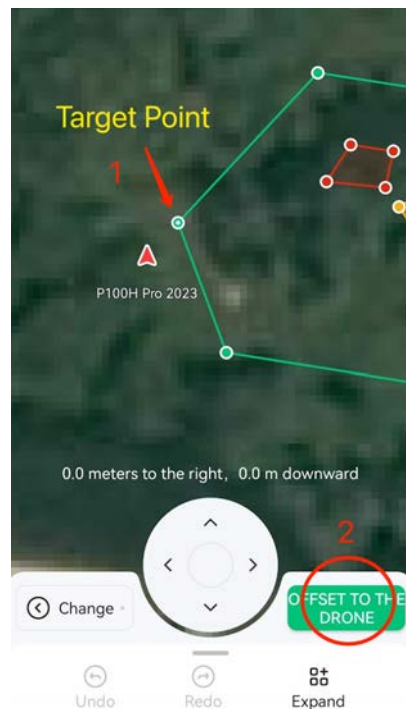 Target Point
1
P100H Pro 2023
0.0 meters to the right, 0.0 m downward
2
Change
OFFSET TO THE
DRONE
Undo
Redo
Expand